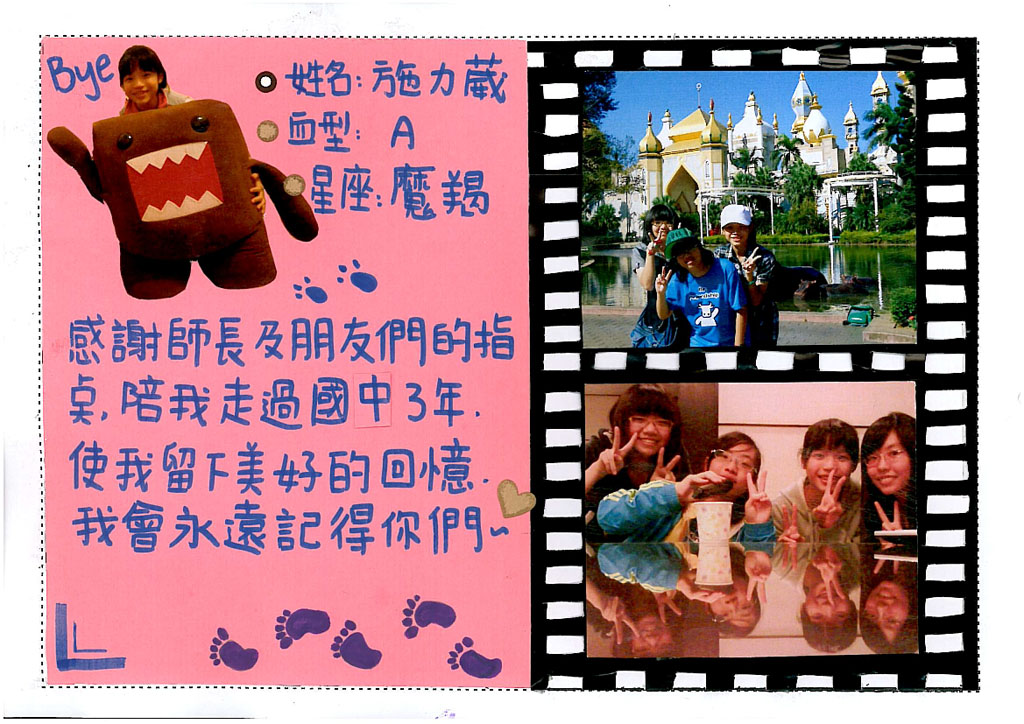 Bye
姓名: 施力葳
血型: A
星座: 魔羯
感謝師長及朋友們的指
桌,陪我走過國中3年.
使我留下美好的回憶.
我會永遠記得你們~